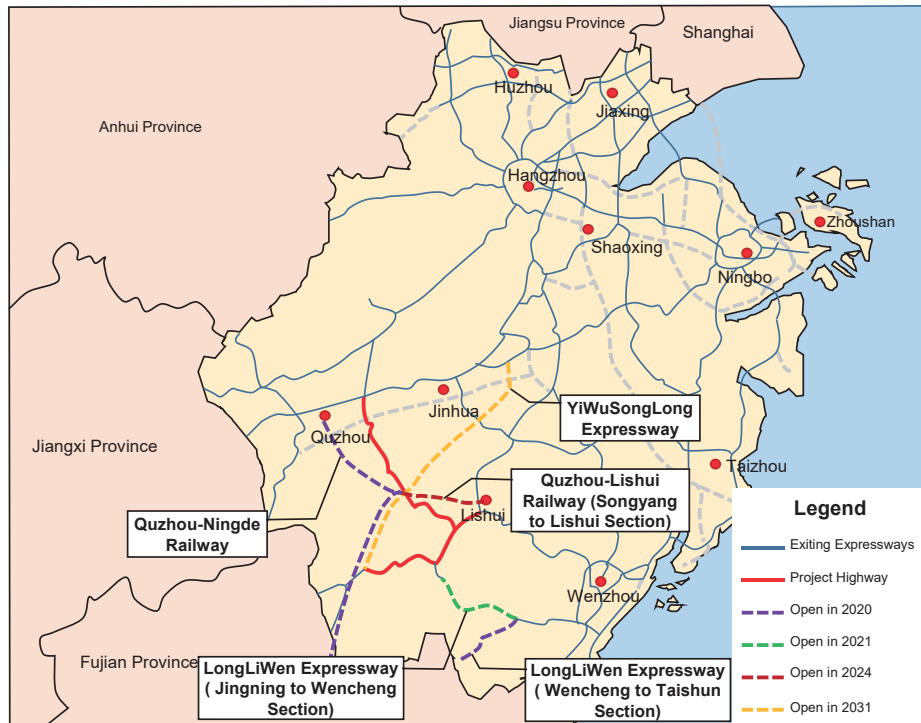 Jiangsu Province
Shanghai
Huzhou
Jiaxing
Anhui Province
Hangzhou
Zhoushan
Shaoxing
Ningbo
Jinhua
YiWuSongLong
Expressway
Quzhou
Jiangxi Province
Taizhou
Quzhou-Lishui
Railway (Songyang
to Lishui Section)
Lishui
Quzhou-Ningde
Railway
Wenzhou
Fujian Province
LongLiWen Expressway
( Jingning to Wencheng
Section)
LongLiWen Expressway
( Wencheng to Taishun
Section)
Legend
Exiting Expressways
Project Highway
Open in 2020
Open in 2021
Open in 2024
Open in 2031